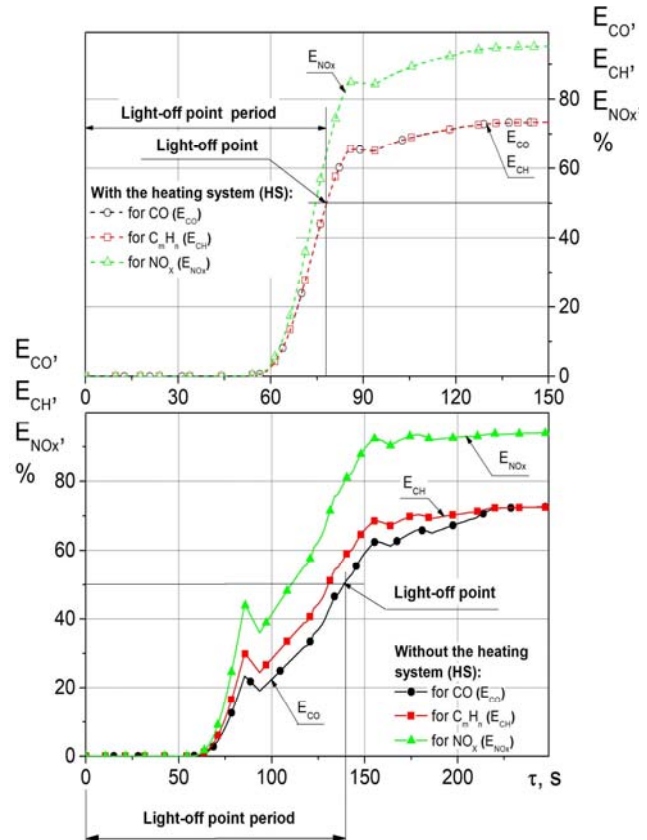 E_CO,
E_CH,
E_NOx,
%
80
60
40
20
0
E_NOx
Light-off point period
Light-off point
E_CO
E_CH
With the heating system (HS):
for CO (E_CO)
for C_mH_n (E_CH)
for NO_X (E_NOx)
0 30 60 90 120 150
E_CO,
E_CH,
E_NOx,
%
80
60
40
20
0
E_CH
E_NOx
Light-off point
E_CO
Without the heating
system (HS):
for CO (E_CO)
for C_mH_n (E_CH)
for NO_X (E_NOx)
0 50 100 150 200 τ, s
Light-off point period